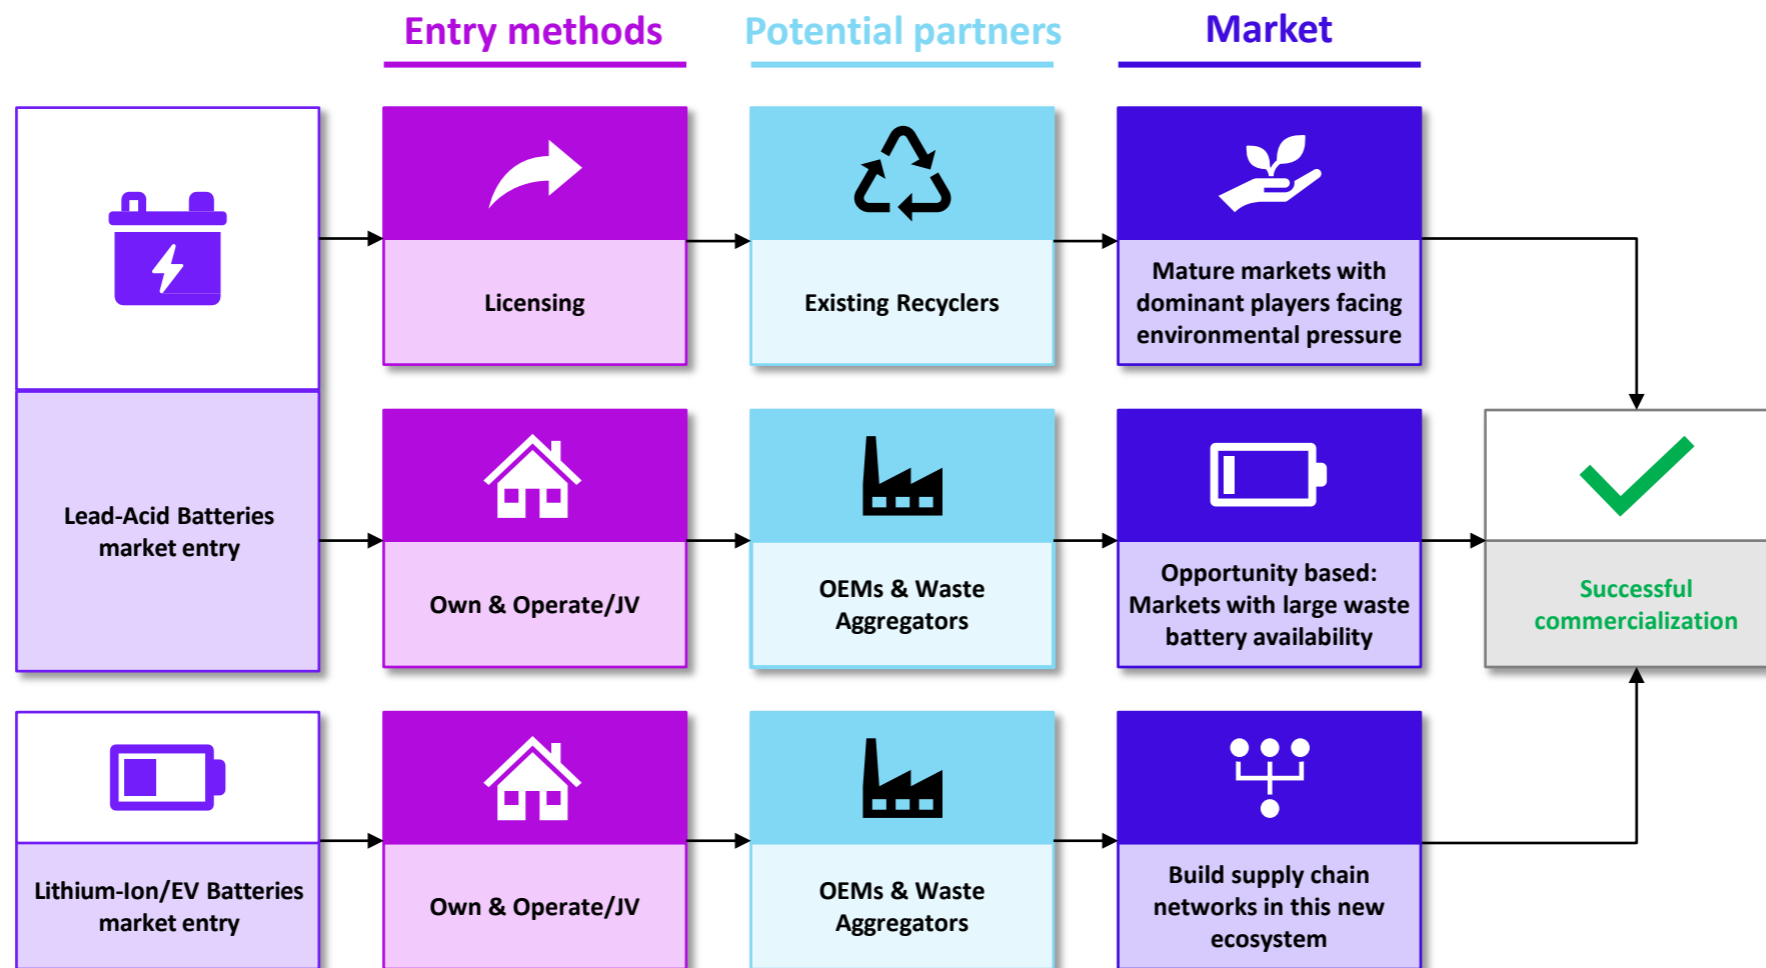 Entry methods
Potential partners
Market
Licensing
Existing Recyclers
Mature markets with
dominant players facing
environmental pressure
Lead-Acid Batteries
market entry
Own & Operate/JV
OEMs & Waste
Aggregators
Opportunity based:
Markets with large waste
battery availability
Successful
commercialization
Lithium-Ion/EV Batteries
market entry
Own & Operate/JV
OEMs & Waste
Aggregators
Build supply chain
networks in this new
ecosystem